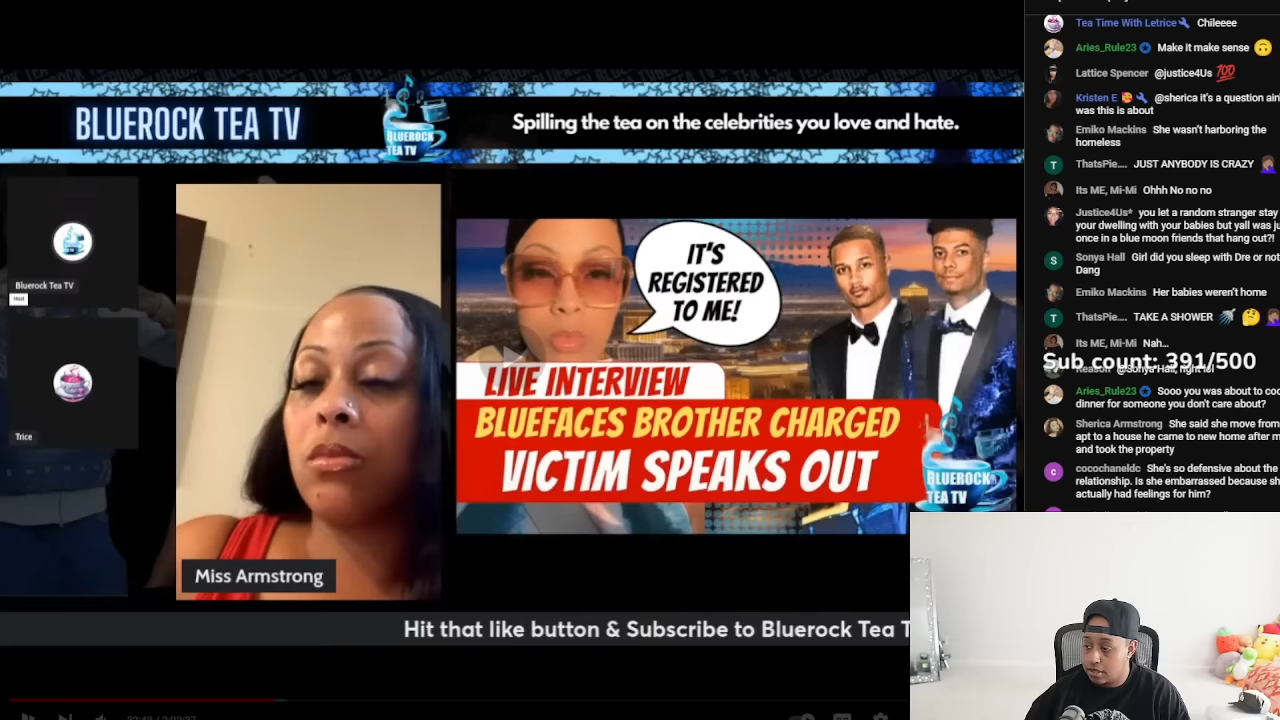 BLUEROCK TEA TV
BLUEROCK
TEA TV
Spilling the tea on the celebrities you love and hate.
Bluerock Tea TV
Host
Trice
Miss Armstrong
IT'S
REGISTERED
TO ME!
LIVE INTERVIEW
BLUEFACES BROTHER CHARGED
VICTIM SPEAKS OUT
BLUEROCK
TEA TV
Hit that like button & Subscribe to Bluerock Tea T
Tea Time With Letrice Chileeee
Aries_Rule23 Make it make sense
Lattice Spencer @justice4Us 100
Kristen E @sherica it's a question ain
was this is about
Emiko Mackins She wasn't harboring the
homeless
T ThatsPie.... JUST ANYBODY IS CRAZY
Its ME, Mi-Mi Ohhh No no no
Justice4Us* you let a random stranger stay
your dwelling with your babies but yall was ju
once in a blue moon friends that hang out?!
S Sonya Hall Girl did you sleep with Dre or not
Dang
Emiko Mackins Her babies weren't home
T ThatsPie.... TAKE A SHOWER
Its ME, Mi-Mi Nah...
Sub count: 391/500
Aries_Rule23 Sooo you was about to coo
dinner for someone you don't care about?
Sherica Armstrong She said she move from
apt to a house he came to new home after m
and took the property
c cocochaneldc She's so defensive about the
relationship. Is she embarrassed because sh
actually had feelings for him?